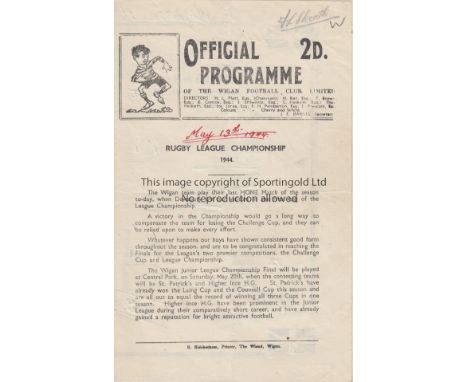 W
OFFICIAL 2D.
PROGRAMME
OF THE WIGAN FOOTBALL CLUB LIMITED
May 13th 1944.
RUGBY LEAGUE CHAMPIONSHIP
1944.
This image copyright of Sportingold Ltd
The Wigan team play their last HOME Match of the season
No reproduction allowed
to-day, when
League Championship.
A victory in the Championship would go a long way to
compensate the team for losing the Challenge Cup, and they can
be relied upon to make every effort.
Whatever happens our boys have shown consistent good form
throughout the season, and are to be congratulated in reaching the
Finals for the League's two premier competitions, the Challenge
Cup and League Championship.
The Wigan Junior League Championship Final will be played
at Central Park, on Saturday, May 20th, when the contesting teams
will be St. Patrick's and Higher Ince H.G. St. Patrick's have
already won the Laing Cup and the Counsell Cup this season and
are all out to equal the record of winning all three Cups in one
Season. Higher Ince H.G. have been prominent in the Junior
League during their comparatively short career, and have already
gained a reputation for bright attractive football.
Printer, The Wiend, Wigan.